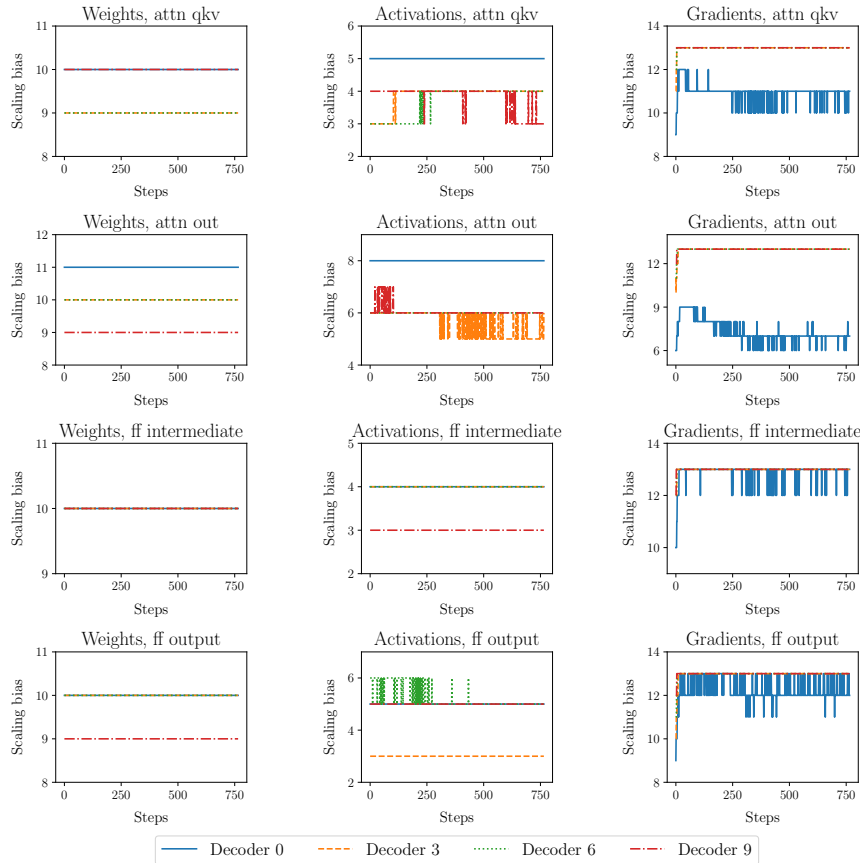 Weights, attn qkv
Activations, attn qkv
Gradients, attn qkv
11
10
9
8
Scaling bias
0 250 500 750
Steps
6
5
4
3
2
Scaling bias
0 250 500 750
Steps
14
12
10
8
Scaling bias
0 250 500 750
Steps
Weights, attn out
Activations, attn out
Gradients, attn out
12
11
10
9
8
Scaling bias
0 250 500 750
Steps
8
6
4
Scaling bias
0 250 500 750
Steps
12
9
6
Scaling bias
0 250 500 750
Steps
Weights, ff intermediate
Activations, ff intermediate
Gradients, ff intermediate
11
10
9
Scaling bias
0 250 500 750
Steps
5
4
3
2
Scaling bias
0 250 500 750
Steps
14
12
10
Scaling bias
0 250 500 750
Steps
Weights, ff output
Activations, ff output
Gradients, ff output
11
10
9
8
Scaling bias
0 250 500 750
Steps
6
4
2
Scaling bias
0 250 500 750
Steps
14
12
10
8
Scaling bias
0 250 500 750
Steps
Decoder 0 Decoder 3 Decoder 6 Decoder 9